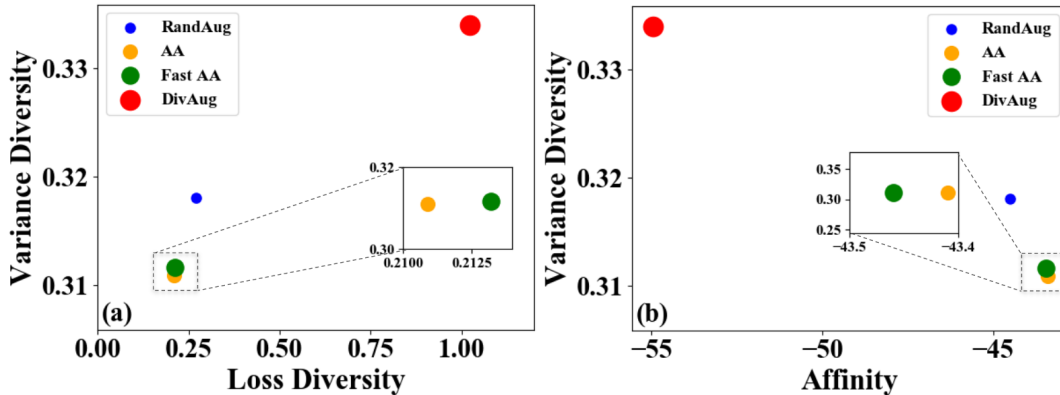 RandAug
AA
Fast AA
DivAug
Variance Diversity
0.33
0.32
0.31
0.32
0.30
0.2100
0.2125
(a)
0.00
0.25
0.50
0.75
1.00
Loss Diversity
RandAug
AA
Fast AA
DivAug
Variance Diversity
0.33
0.32
0.31
0.35
0.30
0.25
−43.5
−43.4
(b)
−55
−50
−45
Affinity